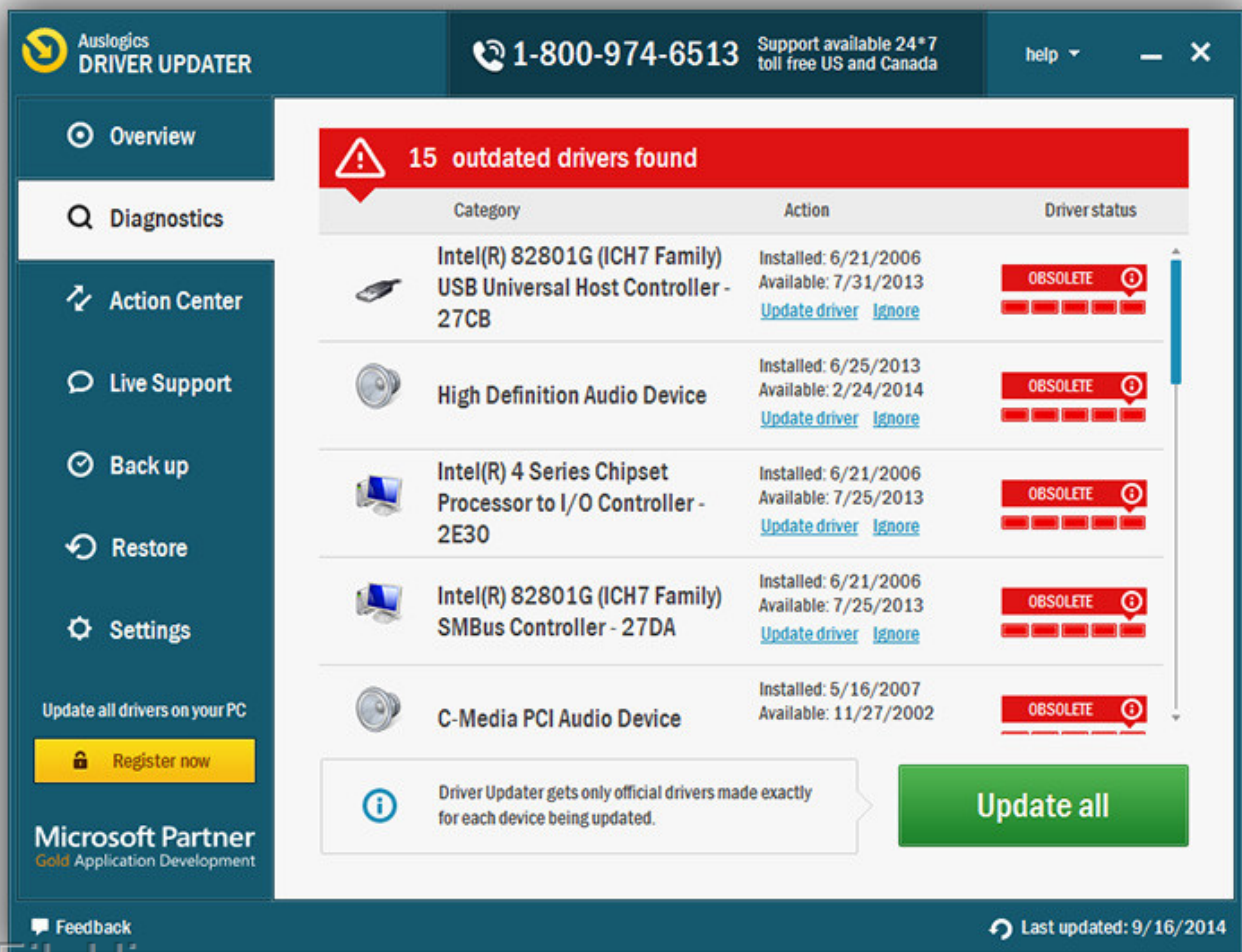 Auslogics
DRIVER UPDATER
1-800-974-6513
Support available 24*7
toll free US and Canada
help
Overview
Diagnostics
Action Center
Live Support
Back up
Restore
Settings
Update all drivers on your PC
Register now
Microsoft Partner
Gold Application Development
15 outdated drivers found
Category Action Driver status
Intel(R) 82801G (ICH7 Family)
USB Universal Host Controller -
27CB
Installed: 6/21/2006
Available: 7/31/2013
Update driver Ignore
OBSOLETE
High Definition Audio Device
Installed: 6/25/2013
Available: 2/24/2014
Update driver Ignore
OBSOLETE
Intel(R) 4 Series Chipset
Processor to I/O Controller -
2E30
Installed: 6/21/2006
Available: 7/25/2013
Update driver Ignore
OBSOLETE
Intel(R) 82801G (ICH7 Family)
SMBus Controller - 27DA
Installed: 6/21/2006
Available: 7/25/2013
Update driver Ignore
OBSOLETE
C-Media PCI Audio Device
Installed: 5/16/2007
Available: 11/27/2002
OBSOLETE
Driver Updater gets only official drivers made exactly
for each device being updated.
Update all
Feedback
Last updated: 9/16/2014